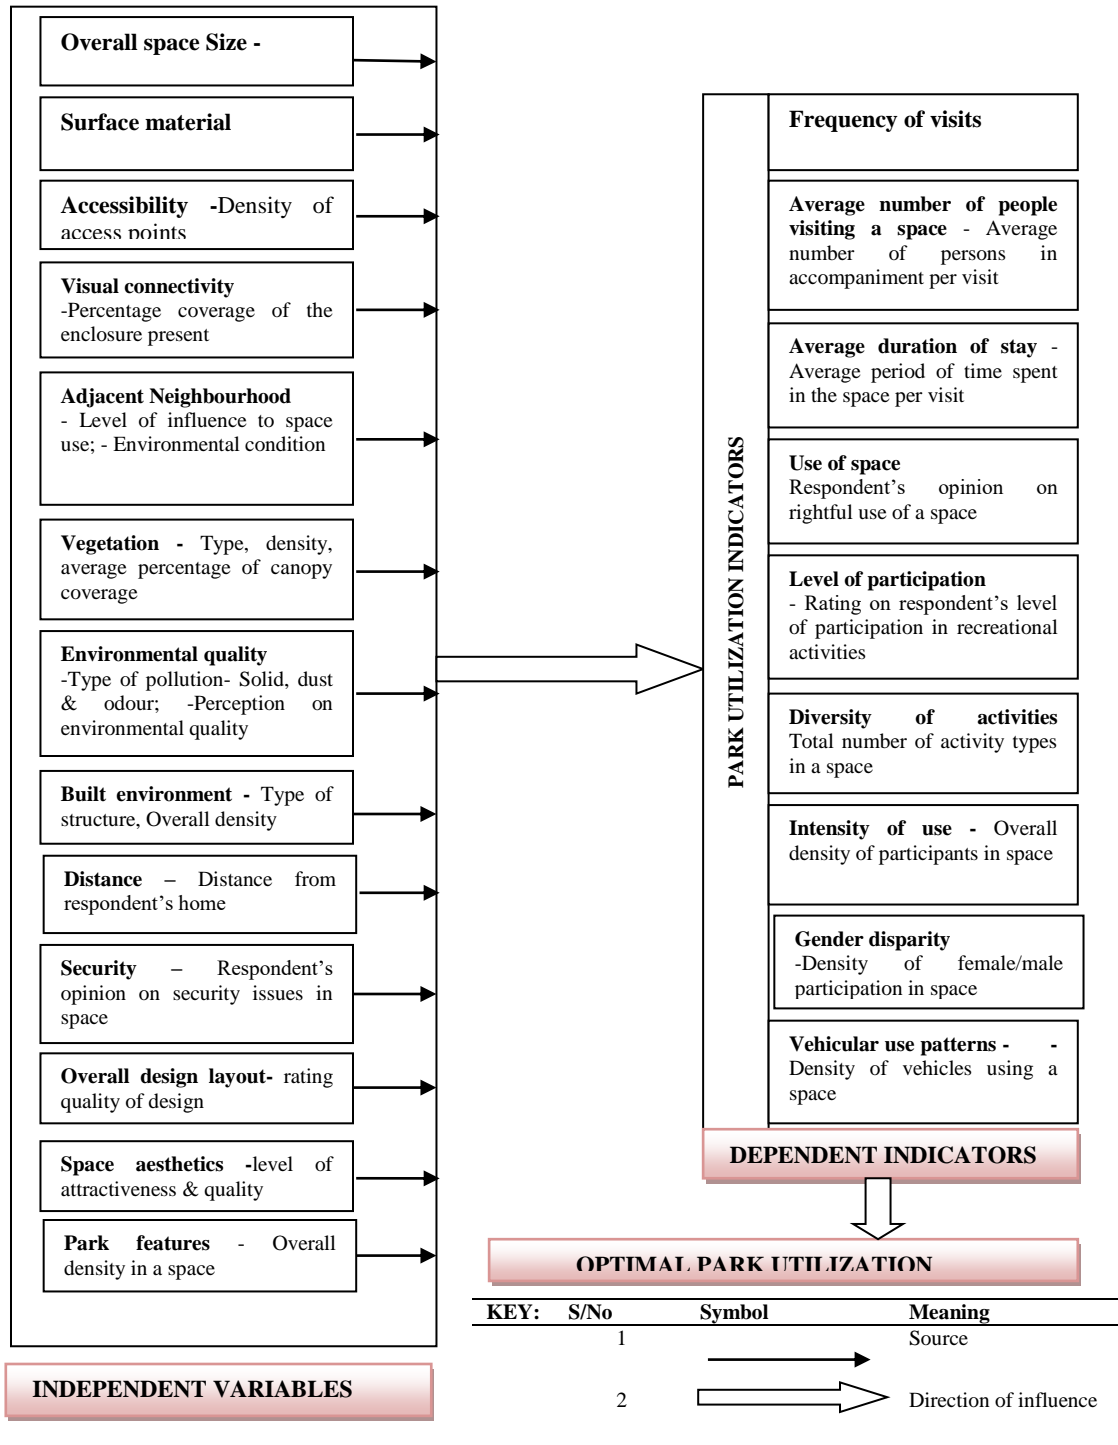 Overall space Size -
Surface material
Accessibility -Density of
access points
Visual connectivity
-Percentage coverage of the
enclosure present
Adjacent Neighbourhood
- Level of influence to space
use; - Environmental condition
Vegetation - Type, density,
average percentage of canopy
coverage
Environmental quality
-Type of pollution- Solid, dust
& odour; -Perception on
environmental quality
Built environment - Type of
structure, Overall density
Distance – Distance from
respondent's home
Security – Respondent's
opinion on security issues in
space
Overall design layout- rating
quality of design
Space aesthetics -level of
attractiveness & quality
Park features - Overall
density in a space
INDEPENDENT VARIABLES
PARK UTILIZATION INDICATORS
Frequency of visits
Average number of people
visiting a space - Average
number of persons in
accompaniment per visit
Average duration of stay -
Average period of time spent
in the space per visit
Use of space
Respondent's opinion on
rightful use of a space
Level of participation
- Rating on respondent's level
of participation in recreational
activities
Diversity of activities
Total number of activity types
in a space
Intensity of use - Overall
density of participants in space
Gender disparity
-Density of female/male
participation in space
Vehicular use patterns - -
Density of vehicles using a
space
DEPENDENT INDICATORS
OPTIMAL PARK UTILIZATION
KEY: S/No Symbol Meaning
1 Source
2 Direction of influence